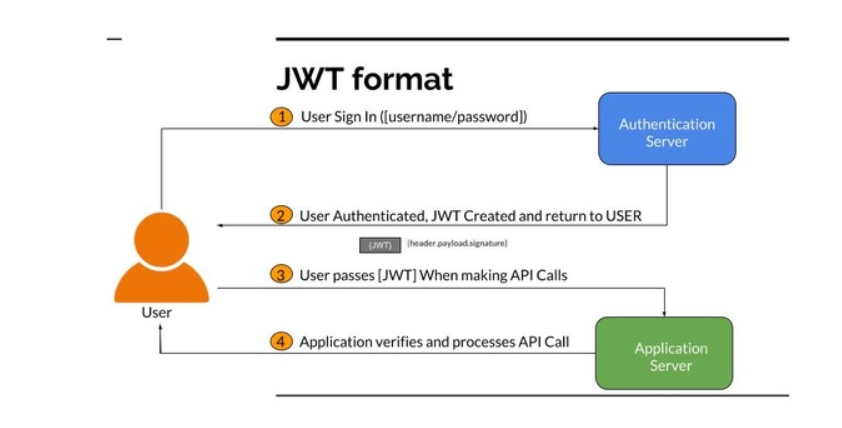 JWT format
1 User Sign In ([username/password])
Authentication
Server
2 User Authenticated, JWT Created and return to USER
{JWT} [header.payload.signature]
3 User passes [JWT] When making API Calls
User
4 Application verifies and processes API Call
Application
Server